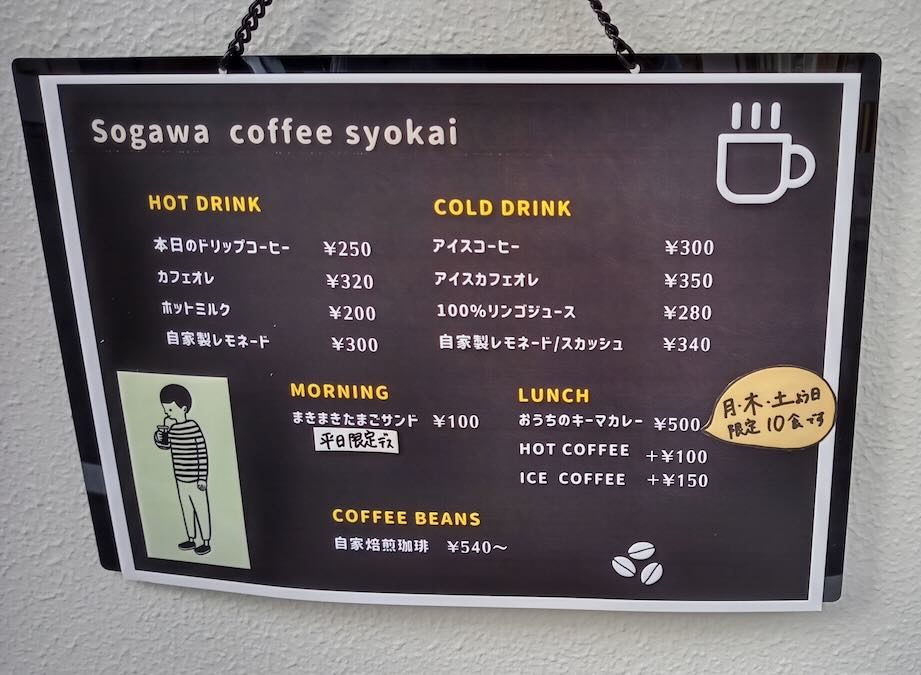 Sogawa coffee syokai
HOT DRINK
本日のドリップコーヒー ¥250
カフェオレ ¥320
ホットミルク ¥200
自家製レモネード ¥300
COLD DRINK
アイスコーヒー ¥300
アイスカフェオレ ¥350
100%リンゴジュース ¥280
自家製レモネード/スカッシュ ¥340
MORNING
まきまきたまごサンド ¥100
平日限定デス
LUNCH
おうちのキーマカレー ¥500
月・木・土よう日
限定10食です
HOT COFFEE +¥100
ICE COFFEE +¥150
COFFEE BEANS
自家焙煎珈琲 ¥540〜